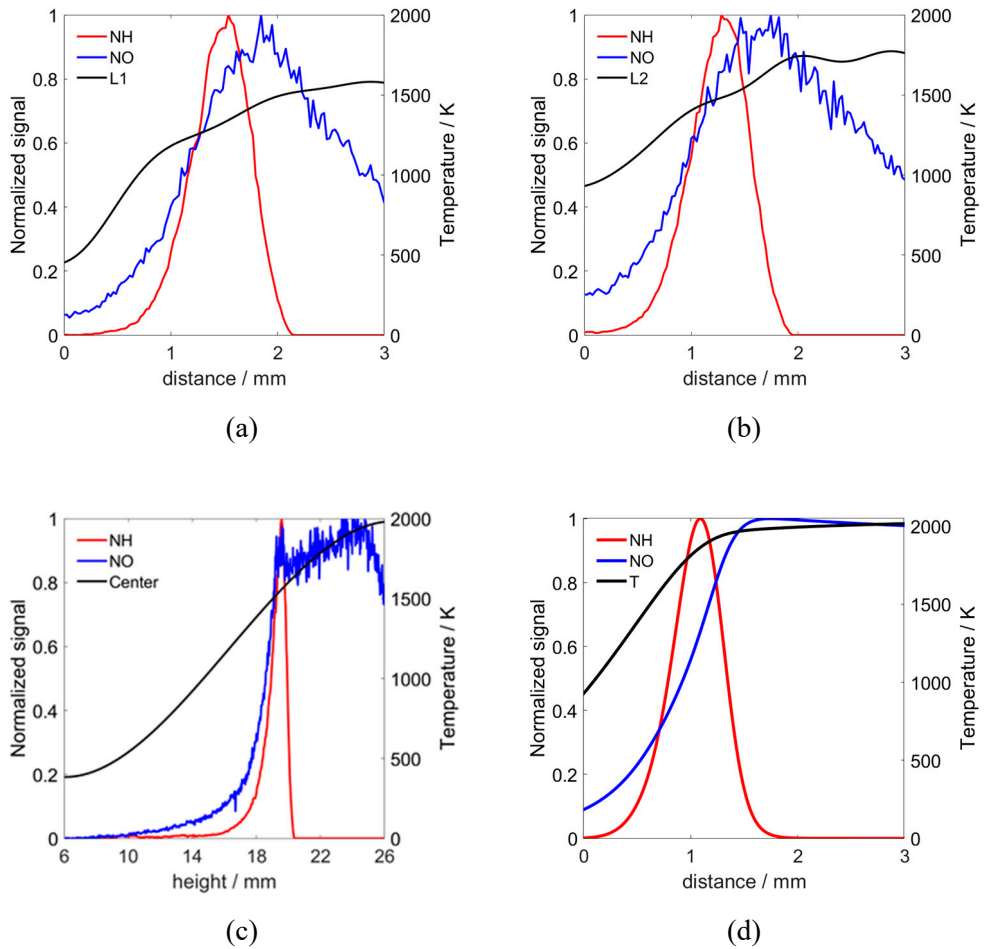 NH
NO
L1
Normalized signal
Temperature / K
0
0.2
0.4
0.6
0.8
1
0
500
1000
1500
2000
0
1
2
3
distance / mm
(a)
NH
NO
L2
Normalized signal
Temperature / K
0
0.2
0.4
0.6
0.8
1
0
500
1000
1500
2000
0
1
2
3
distance / mm
(b)
NH
NO
Center
Normalized signal
Temperature / K
0
0.2
0.4
0.6
0.8
1
0
500
1000
1500
2000
6
10
14
18
22
26
height / mm
(c)
NH
NO
T
Normalized signal
Temperature / K
0
0.2
0.4
0.6
0.8
1
0
500
1000
1500
2000
0
1
2
3
distance / mm
(d)